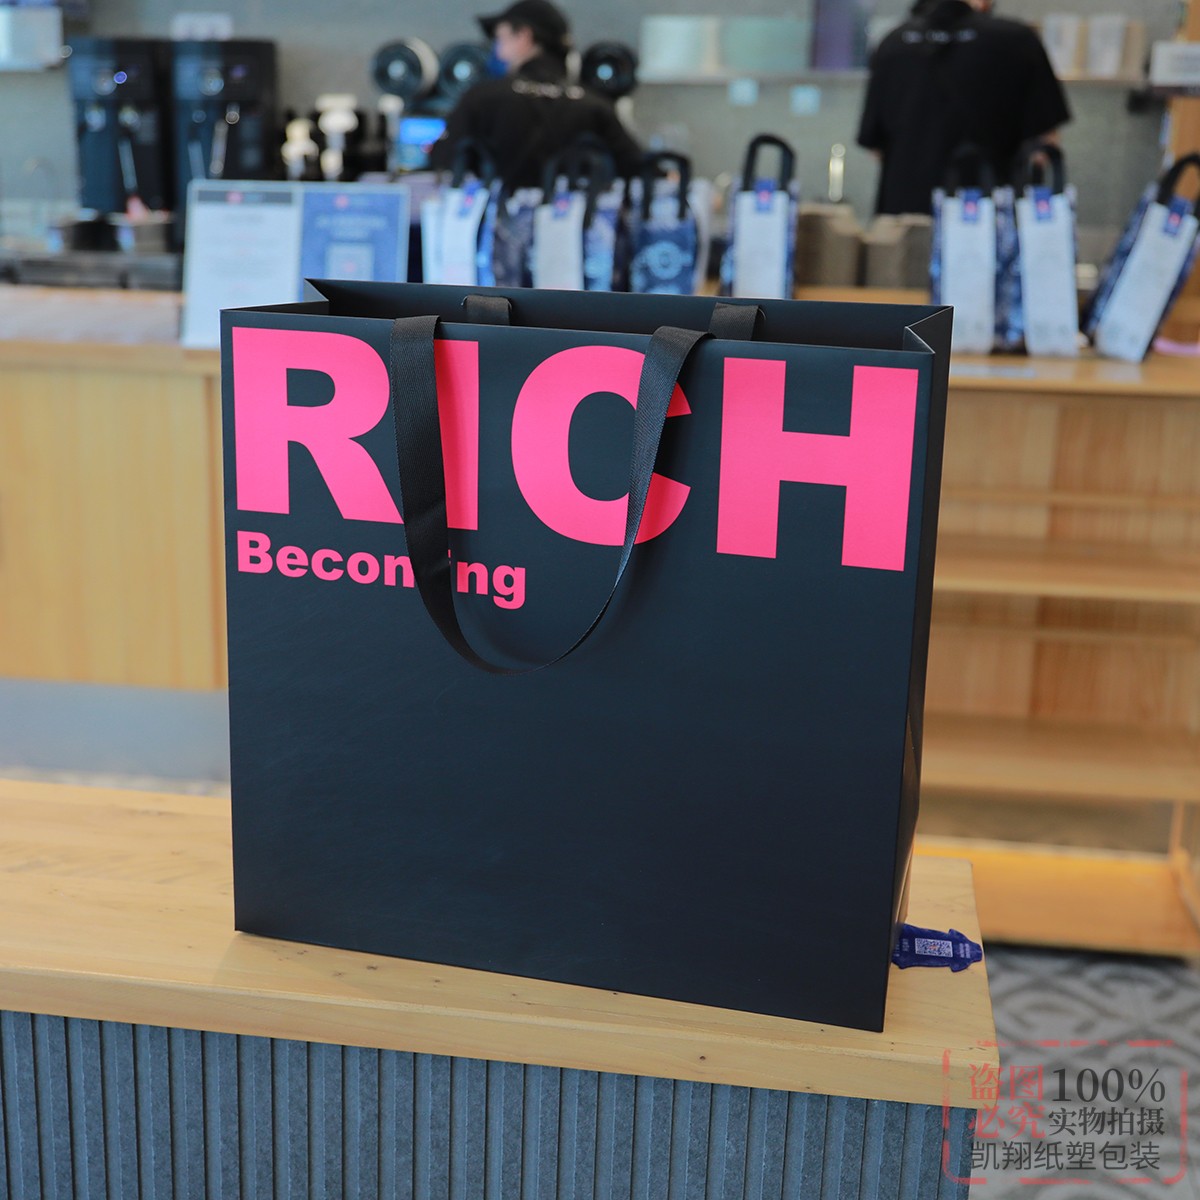 RICH
Becoming
盗图
必究
100%
实物拍摄
凯翔纸塑包装